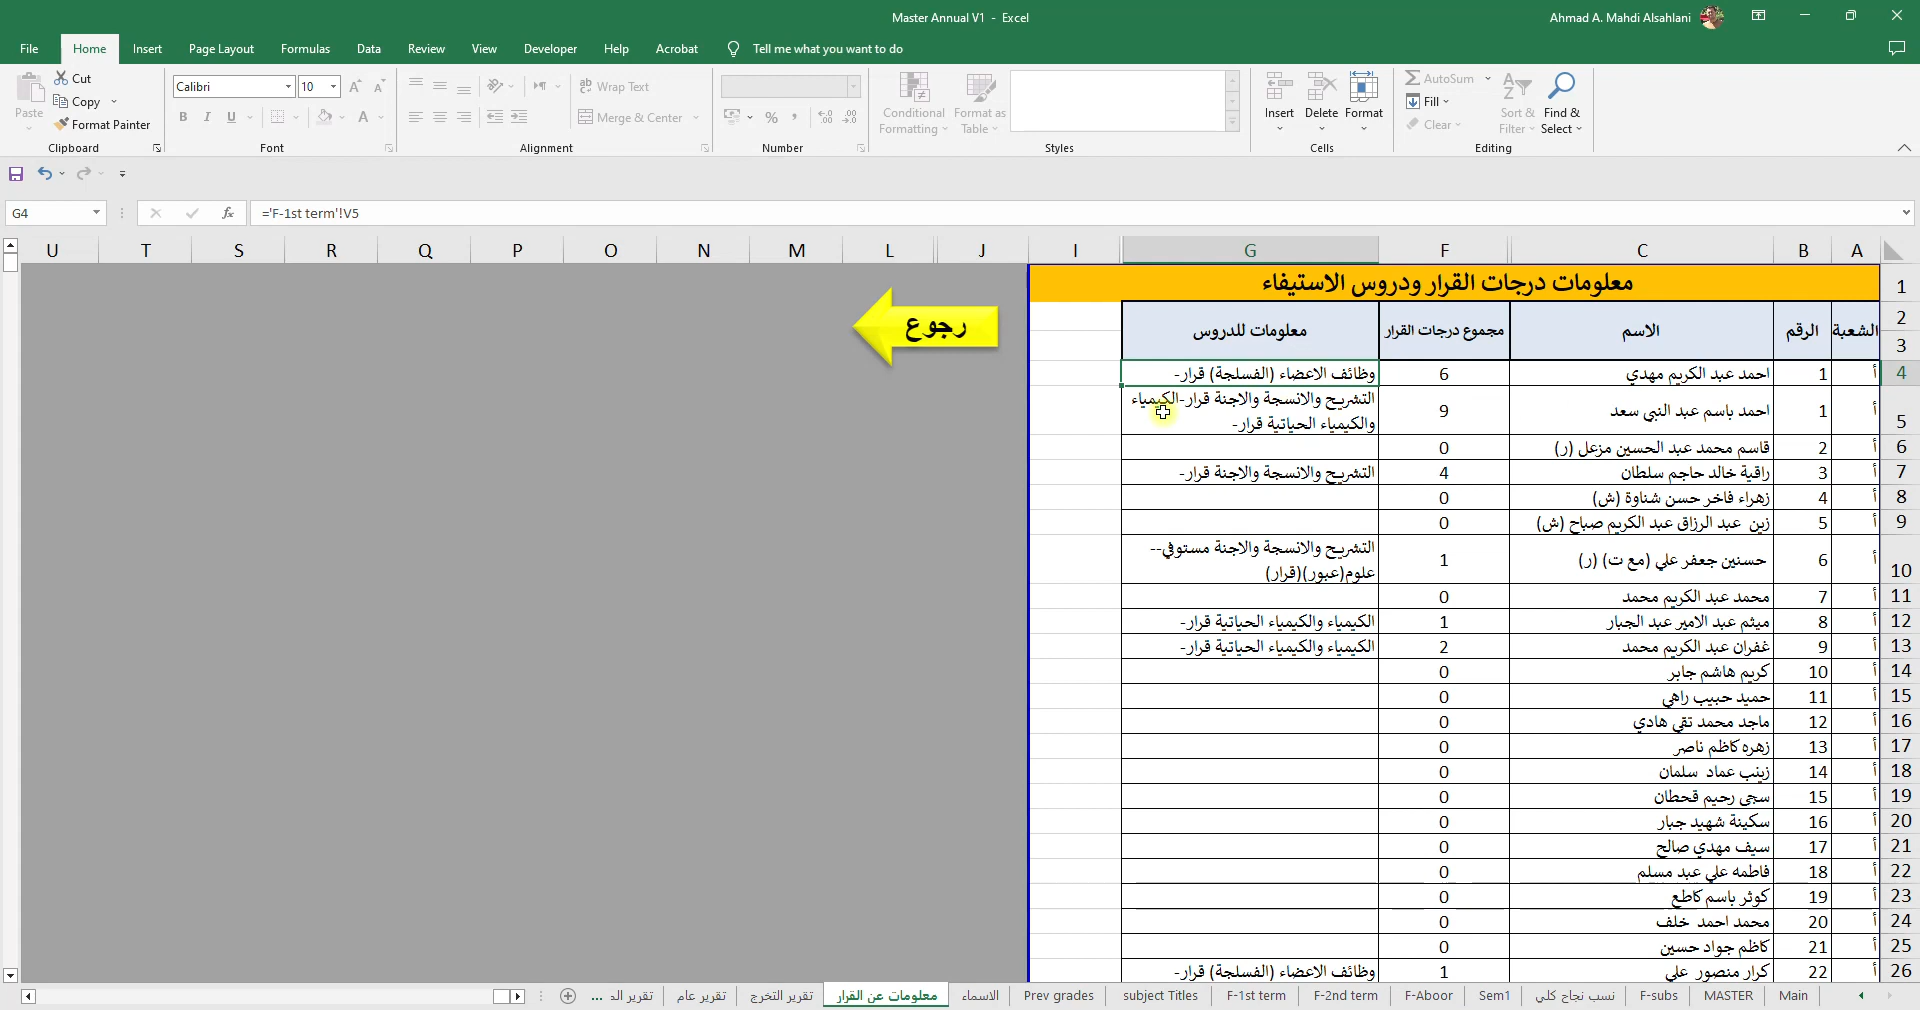 Master Annual V1 - Excel
Ahmad A. Mahdi Alsahlani
File Home Insert Page Layout Formulas Data Review View Developer Help Acrobat Tell me what you want to do
Paste
Cut
Copy
Format Painter
Clipboard
Calibri 10
B I U
Font
Wrap Text
Merge & Center
Alignment
Number
Conditional Formatting
Format as Table
Styles
Insert Delete Format
Cells
AutoSum
Fill
Clear
Sort & Filter
Find & Select
Editing
G4
='F-1st term'!V5
U T S R Q P O N M L J I G F C B A
1 معلومات درجات القرار ودروس الاستيفاء
رجوع
2
3
الشعبة الرقم الاسم مجموع درجات القرار معلومات للدروس
4 أ 1 احمد عبد الكريم مهدي 6 وظائف الاعضاء (الفسلجة) قرار-
5 أ 1 احمد باسم عبد النبي سعد 9 التشريح والانسجة والاجنة قرار-الكيمياء
والكيمياء الحياتية قرار-
6 أ 2 قاسم محمد عبد الحسين مزعل (ر) 0
7 أ 3 راقية خالد حاجم سلطان 4 التشريح والانسجة والاجنة قرار-
8 أ 4 زهراء فاخر حسن شناوة (ش) 0
9 أ 5 زين عبد الرزاق عبد الكريم صباح (ش) 0
10 أ 6 حسنين جعفر علي (مع ت) (ر) 1 التشريح والانسجة والاجنة مستوفي--
علوم(عبور)(قرار)
11 أ 7 محمد عبد الكريم محمد 0
12 أ 8 ميثم عبد الامير عبد الجبار 1 الكيمياء والكيمياء الحياتية قرار-
13 أ 9 غفران عبد الكريم محمد 2 الكيمياء والكيمياء الحياتية قرار-
14 أ 10 كريم هاشم جابر 0
15 أ 11 حميد حبيب راهي 0
16 أ 12 ماجد محمد تقي هادي 0
17 أ 13 زهره كاظم ناصر 0
18 أ 14 زينب عماد سلمان 0
19 أ 15 سجى رحيم قحطان 0
20 أ 16 سكينة شهيد جبار 0
21 أ 17 سيف مهدي صالح 0
22 أ 18 فاطمه علي عبد مسلم 0
23 أ 19 كوثر باسم كاطع 0
24 أ 20 محمد احمد خلف 0
25 أ 21 كاظم جواد حسين 0
26 أ 22 كرار منصور علي 1 وظائف الاعضاء (الفسلجة) قرار-
... تقرير الم تقرير عام تقرير التخرج معلومات عن القرار الاسماء Prev grades subject Titles F-1st term F-2nd term F-Aboor Sem1 نسب نجاح كلي F-subs MASTER Main